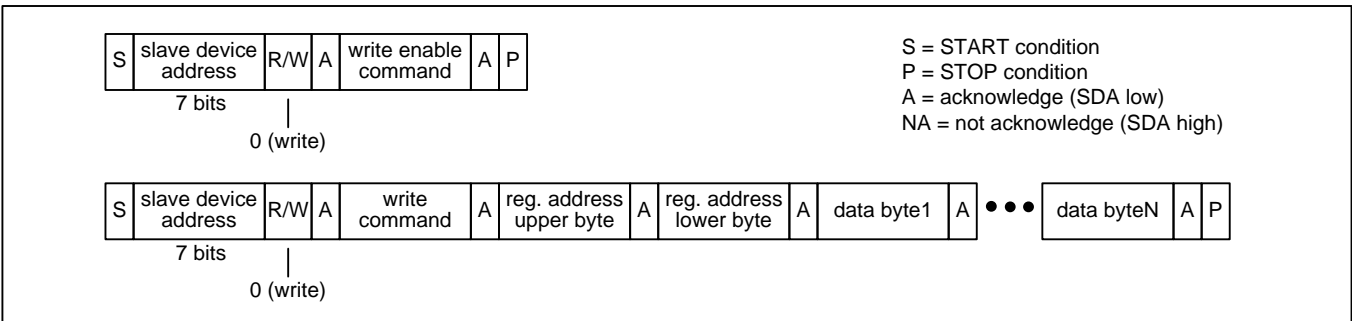 S = START condition
P = STOP condition
A = acknowledge (SDA low)
NA = not acknowledge (SDA high)
S slave device address R/W A write enable command A P
7 bits
0 (write)
S slave device address R/W A write command A reg. address upper byte A reg. address lower byte A data byte1 A ••• data byteN A P
7 bits
0 (write)